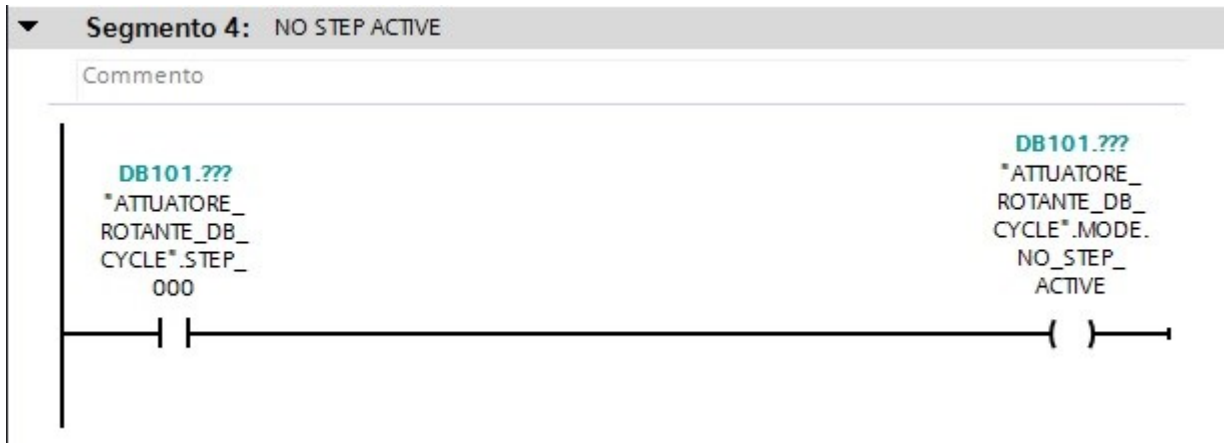 Segmento 4: NO STEP ACTIVE
Commento
DB101.???
"ATTUATORE_
ROTANTE_DB_
CYCLE".STEP_
000
DB101.???
"ATTUATORE_
ROTANTE_DB_
CYCLE".MODE.
NO_STEP_
ACTIVE